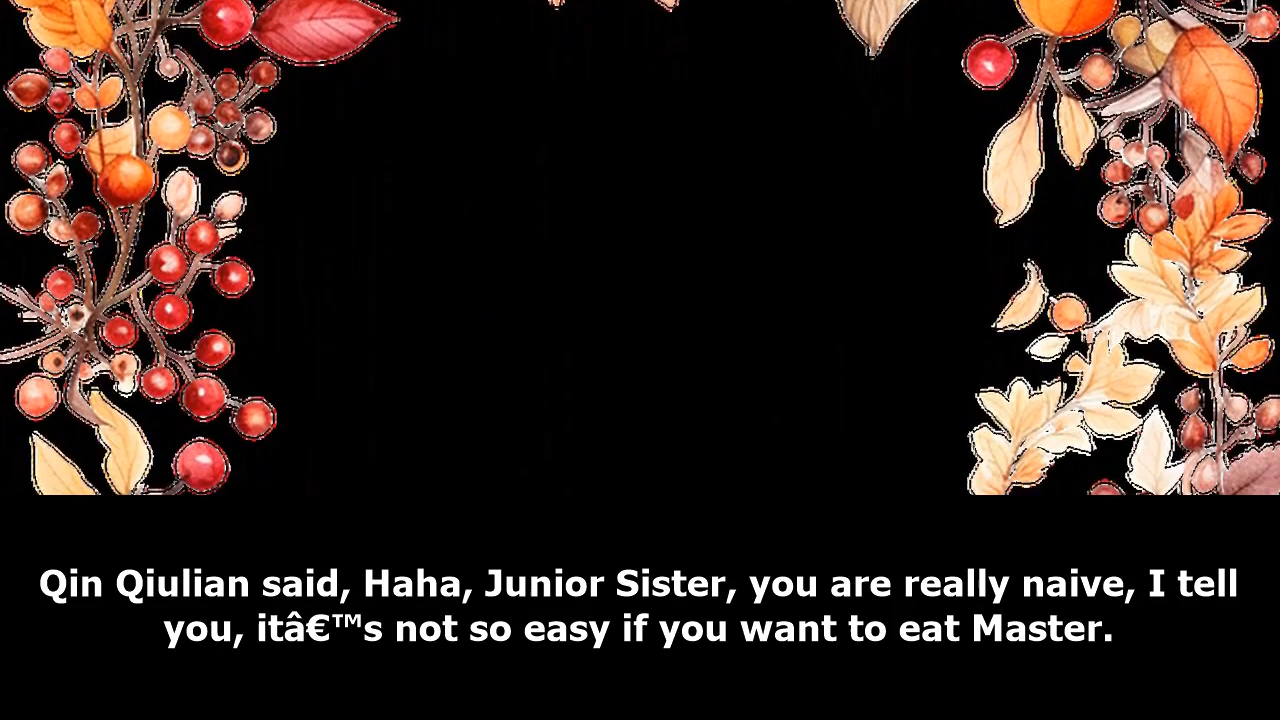 Qin Qiulian said, Haha, Junior Sister, you are really naive, I tell
you, itâ€™s not so easy if you want to eat Master.